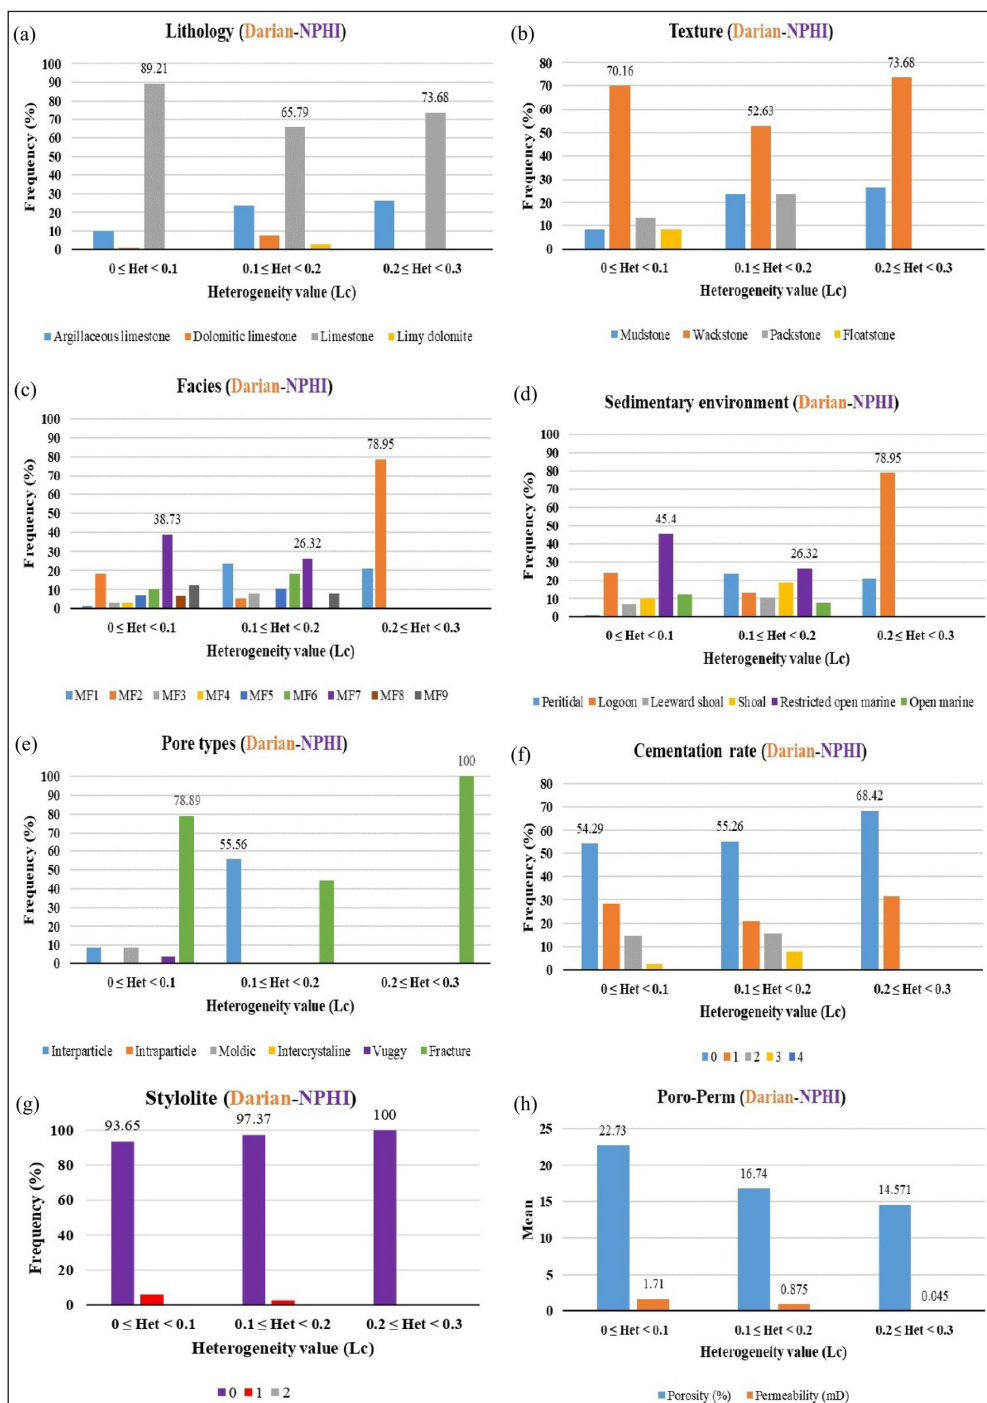 (a)
Lithology (Darian-NPHI)
Frequency (%)
100
90
80
70
60
50
40
30
20
10
0
89.21
65.79
73.68
0 ≤ Het < 0.1
0.1 ≤ Het < 0.2
0.2 ≤ Het < 0.3
Heterogeneity value (Lc)
Argillaceous limestone Dolomitic limestone Limestone Limy dolomite
(b)
Texture (Darian-NPHI)
Frequency (%)
80
70
60
50
40
30
20
10
0
70.16
52.63
73.68
0 ≤ Het < 0.1
0.1 ≤ Het < 0.2
0.2 ≤ Het < 0.3
Heterogeneity value (Lc)
Mudstone Wackstone Packstone Floatstone
(c)
Facies (Darian-NPHI)
Frequency (%)
100
90
80
70
60
50
40
30
20
10
0
38.73
26.32
78.95
0 ≤ Het < 0.1
0.1 ≤ Het < 0.2
0.2 ≤ Het < 0.3
Heterogeneity value (Lc)
MF1 MF2 MF3 MF4 MF5 MF6 MF7 MF8 MF9
(d)
Sedimentary environment (Darian-NPHI)
Frequency (%)
100
90
80
70
60
50
40
30
20
10
0
45.4
26.32
78.95
0 ≤ Het < 0.1
0.1 ≤ Het < 0.2
0.2 ≤ Het < 0.3
Heterogeneity value (Lc)
Peritidal Logoon Leeward shoal Shoal Restricted open marine Open marine
(e)
Pore types (Darian-NPHI)
Frequency (%)
100
90
80
70
60
50
40
30
20
10
0
78.89
55.56
100
0 ≤ Het < 0.1
0.1 ≤ Het < 0.2
0.2 ≤ Het < 0.3
Heterogeneity value (Lc)
Interparticle Intraparticle Moldic Intercrystaline Vuggy Fracture
(f)
Cementation rate (Darian-NPHI)
Frequency (%)
80
70
60
50
40
30
20
10
0
54.29
55.26
68.42
0 ≤ Het < 0.1
0.1 ≤ Het < 0.2
0.2 ≤ Het < 0.3
Heterogeneity value (Lc)
0 1 2 3 4
(g)
Stylolite (Darian-NPHI)
Frequency (%)
100
80
60
40
20
0
93.65
97.37
100
0 ≤ Het < 0.1
0.1 ≤ Het < 0.2
0.2 ≤ Het < 0.3
Heterogeneity value (Lc)
0 1 2
(h)
Poro-Perm (Darian-NPHI)
Mean
25
20
15
10
5
0
22.73
1.71
16.74
0.875
14.571
0.045
0 ≤ Het < 0.1
0.1 ≤ Het < 0.2
0.2 ≤ Het < 0.3
Heterogeneity value (Lc)
Porosity (%) Permeability (mD)